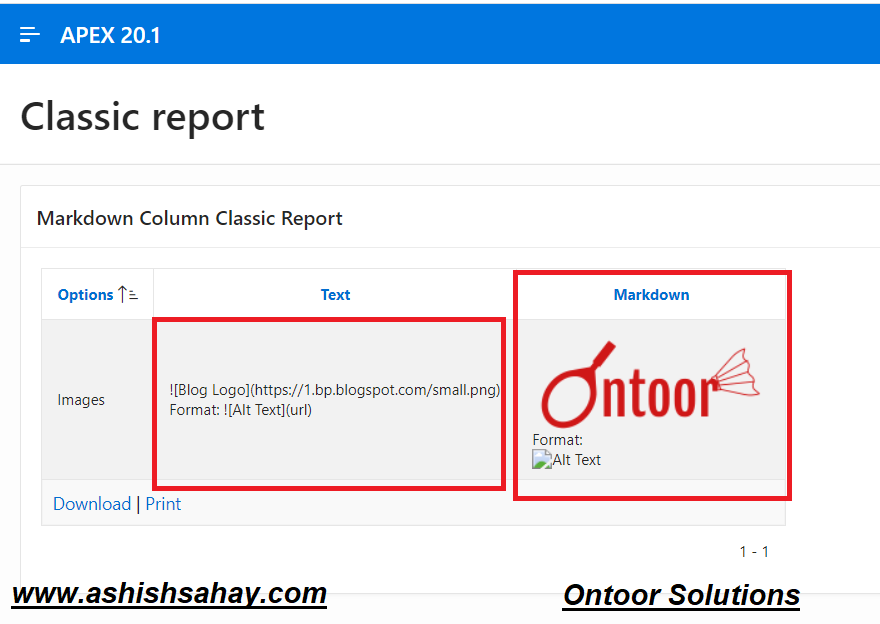 APEX 20.1
Classic report
Markdown Column Classic Report
Options Text Markdown
Images
![Blog Logo](https://1.bp.blogspot.com/small.png)
Format: ![Alt Text](url)
Ontoor
Format:
Alt Text
Download | Print
1 - 1
www.ashishsahay.com
Ontoor Solutions